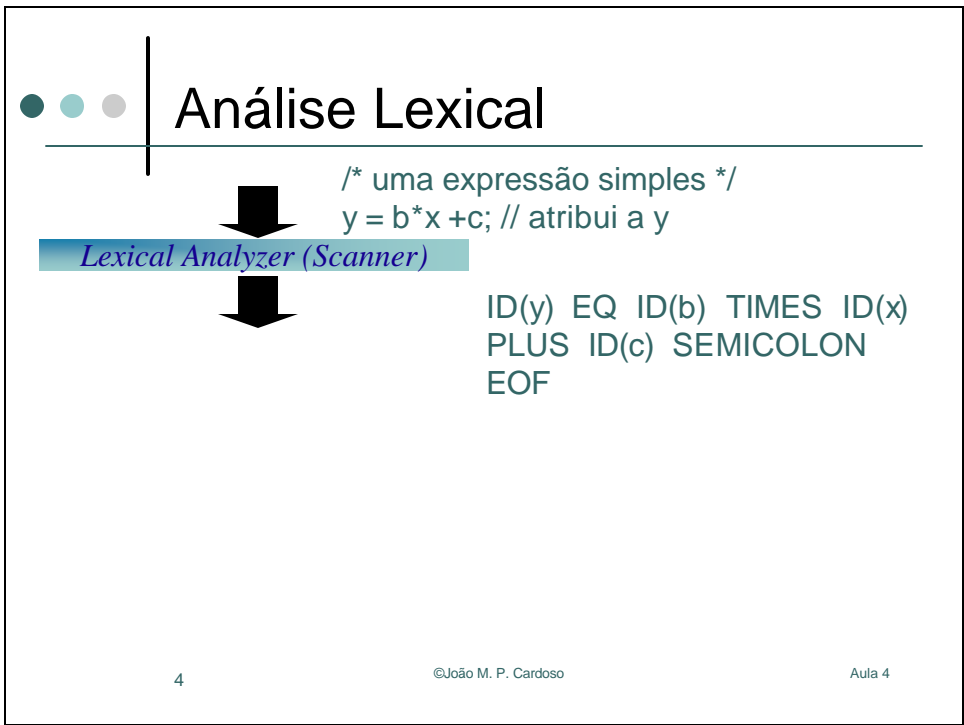 Análise Lexical
/* uma expressão simples */
y = b*x +c; // atribui a y
Lexical Analyzer (Scanner)
ID(y) EQ ID(b) TIMES ID(x)
PLUS ID(c) SEMICOLON
EOF
4
©João M. P. Cardoso
Aula 4